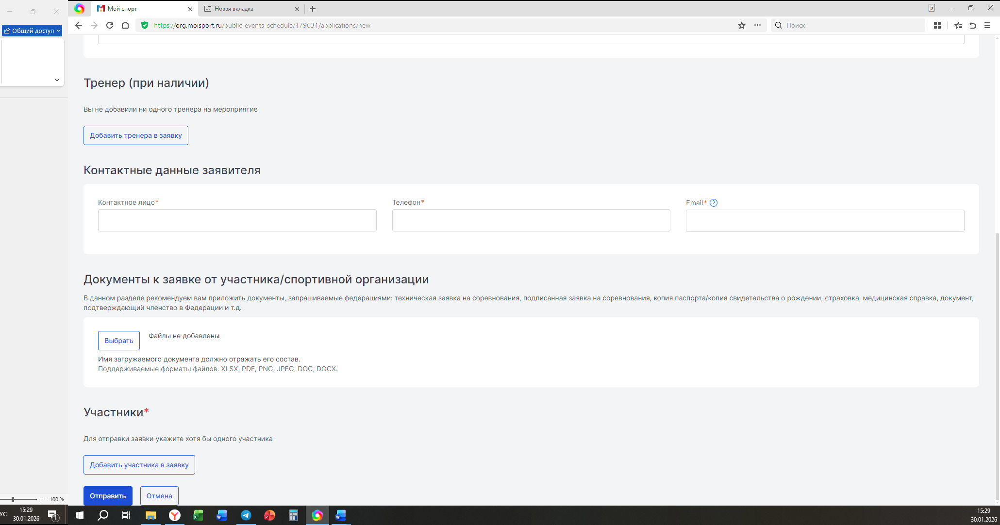 Мой спорт
Новая вкладка
2
Общий доступ
https://org.moisport.ru/public-events-schedule/179631/applications/new
Поиск
Тренер (при наличии)
Вы не добавили ни одного тренера на мероприятие
Добавить тренера в заявку
Контактные данные заявителя
Контактное лицо*
Телефон*
Email* ?
Документы к заявке от участника/спортивной организации
В данном разделе рекомендуем вам приложить документы, запрашиваемые федерациями: техническая заявка на соревнования, подписанная заявка на соревнования, копия паспорта/копия свидетельства о рождении, страховка, медицинская справка, документ,
подтверждающий членство в Федерации и т.д.
Выбрать
Файлы не добавлены
Имя загружаемого документа должно отражать его состав.
Поддерживаемые форматы файлов: XLSX, PDF, PNG, JPEG, DOC, DOCX.
Участники*
Для отправки заявки укажите хотя бы одного участника
Добавить участника в заявку
Отправить
Отмена
100 %
УС
15:29
30.01.2026
1
15:29
30.01.2026